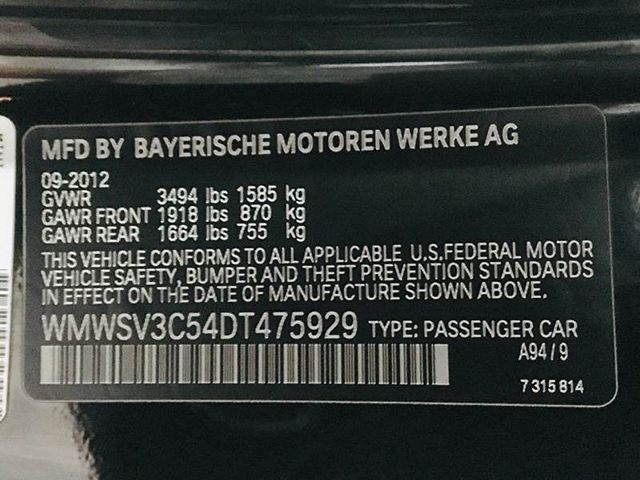 MFD BY BAYERISCHE MOTOREN WERKE AG
09-2012
GVWR 3494 lbs 1585 kg
GAWR FRONT 1918 lbs 870 kg
GAWR REAR 1664 lbs 755 kg
THIS VEHICLE CONFORMS TO ALL APPLICABLE U.S.FEDERAL MOTOR
VEHICLE SAFETY, BUMPER AND THEFT PREVENTION STANDARDS
IN EFFECT ON THE DATE OF MANUFACTURE SHOWN ABOVE.
WMWSV3C54DT475929 TYPE: PASSENGER CAR
A94 / 9
7 315 814